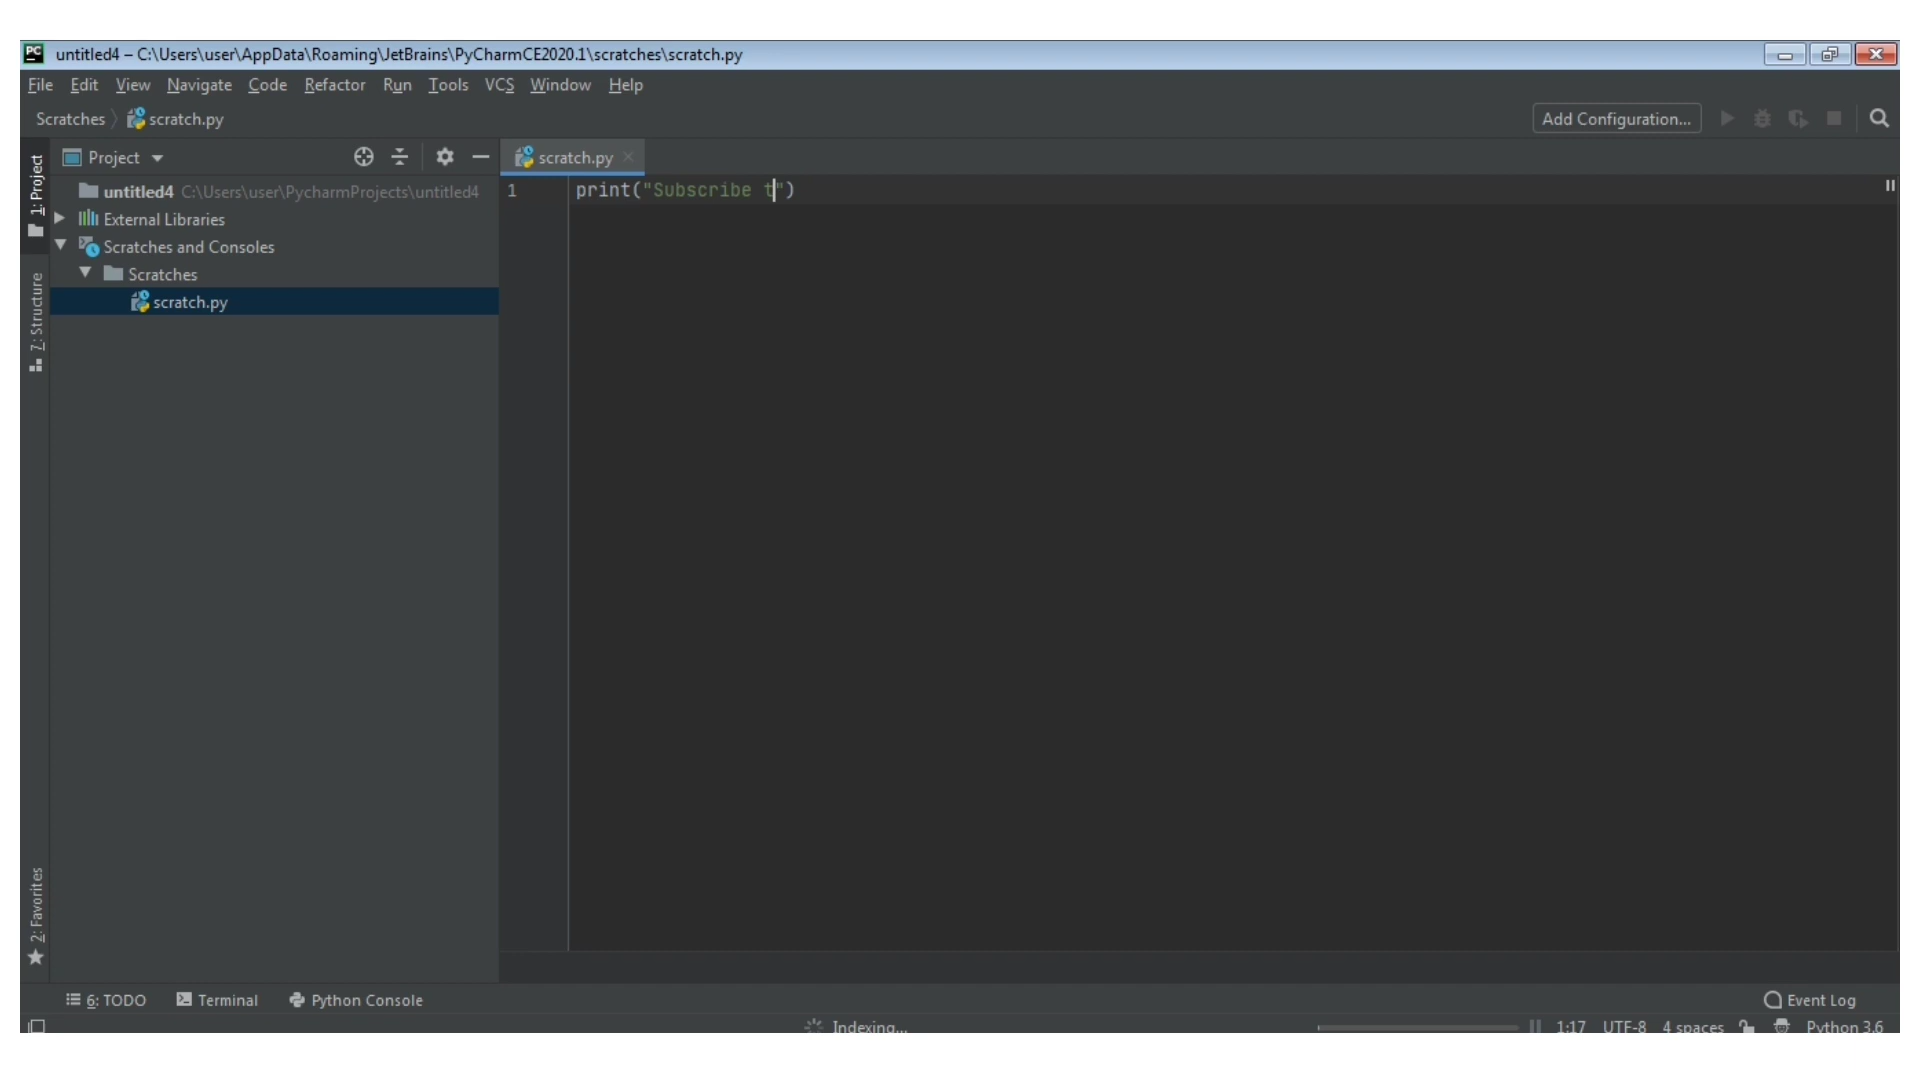 PC untitled4 – C:\Users\user\AppData\Roaming\JetBrains\PyCharmCE2020.1\scratches\scratch.py
File Edit View Navigate Code Refactor Run Tools VCS Window Help
Scratches scratch.py Add Configuration...
1: Project
Project
scratch.py
untitled4 C:\Users\user\PycharmProjects\untitled4
1 print("Subscribe t")
External Libraries
Scratches and Consoles
Scratches
scratch.py
7: Structure
2: Favorites
6: TODO Terminal Python Console Event Log
Indexing... 1:17 UTF-8 4 spaces Python 3.6